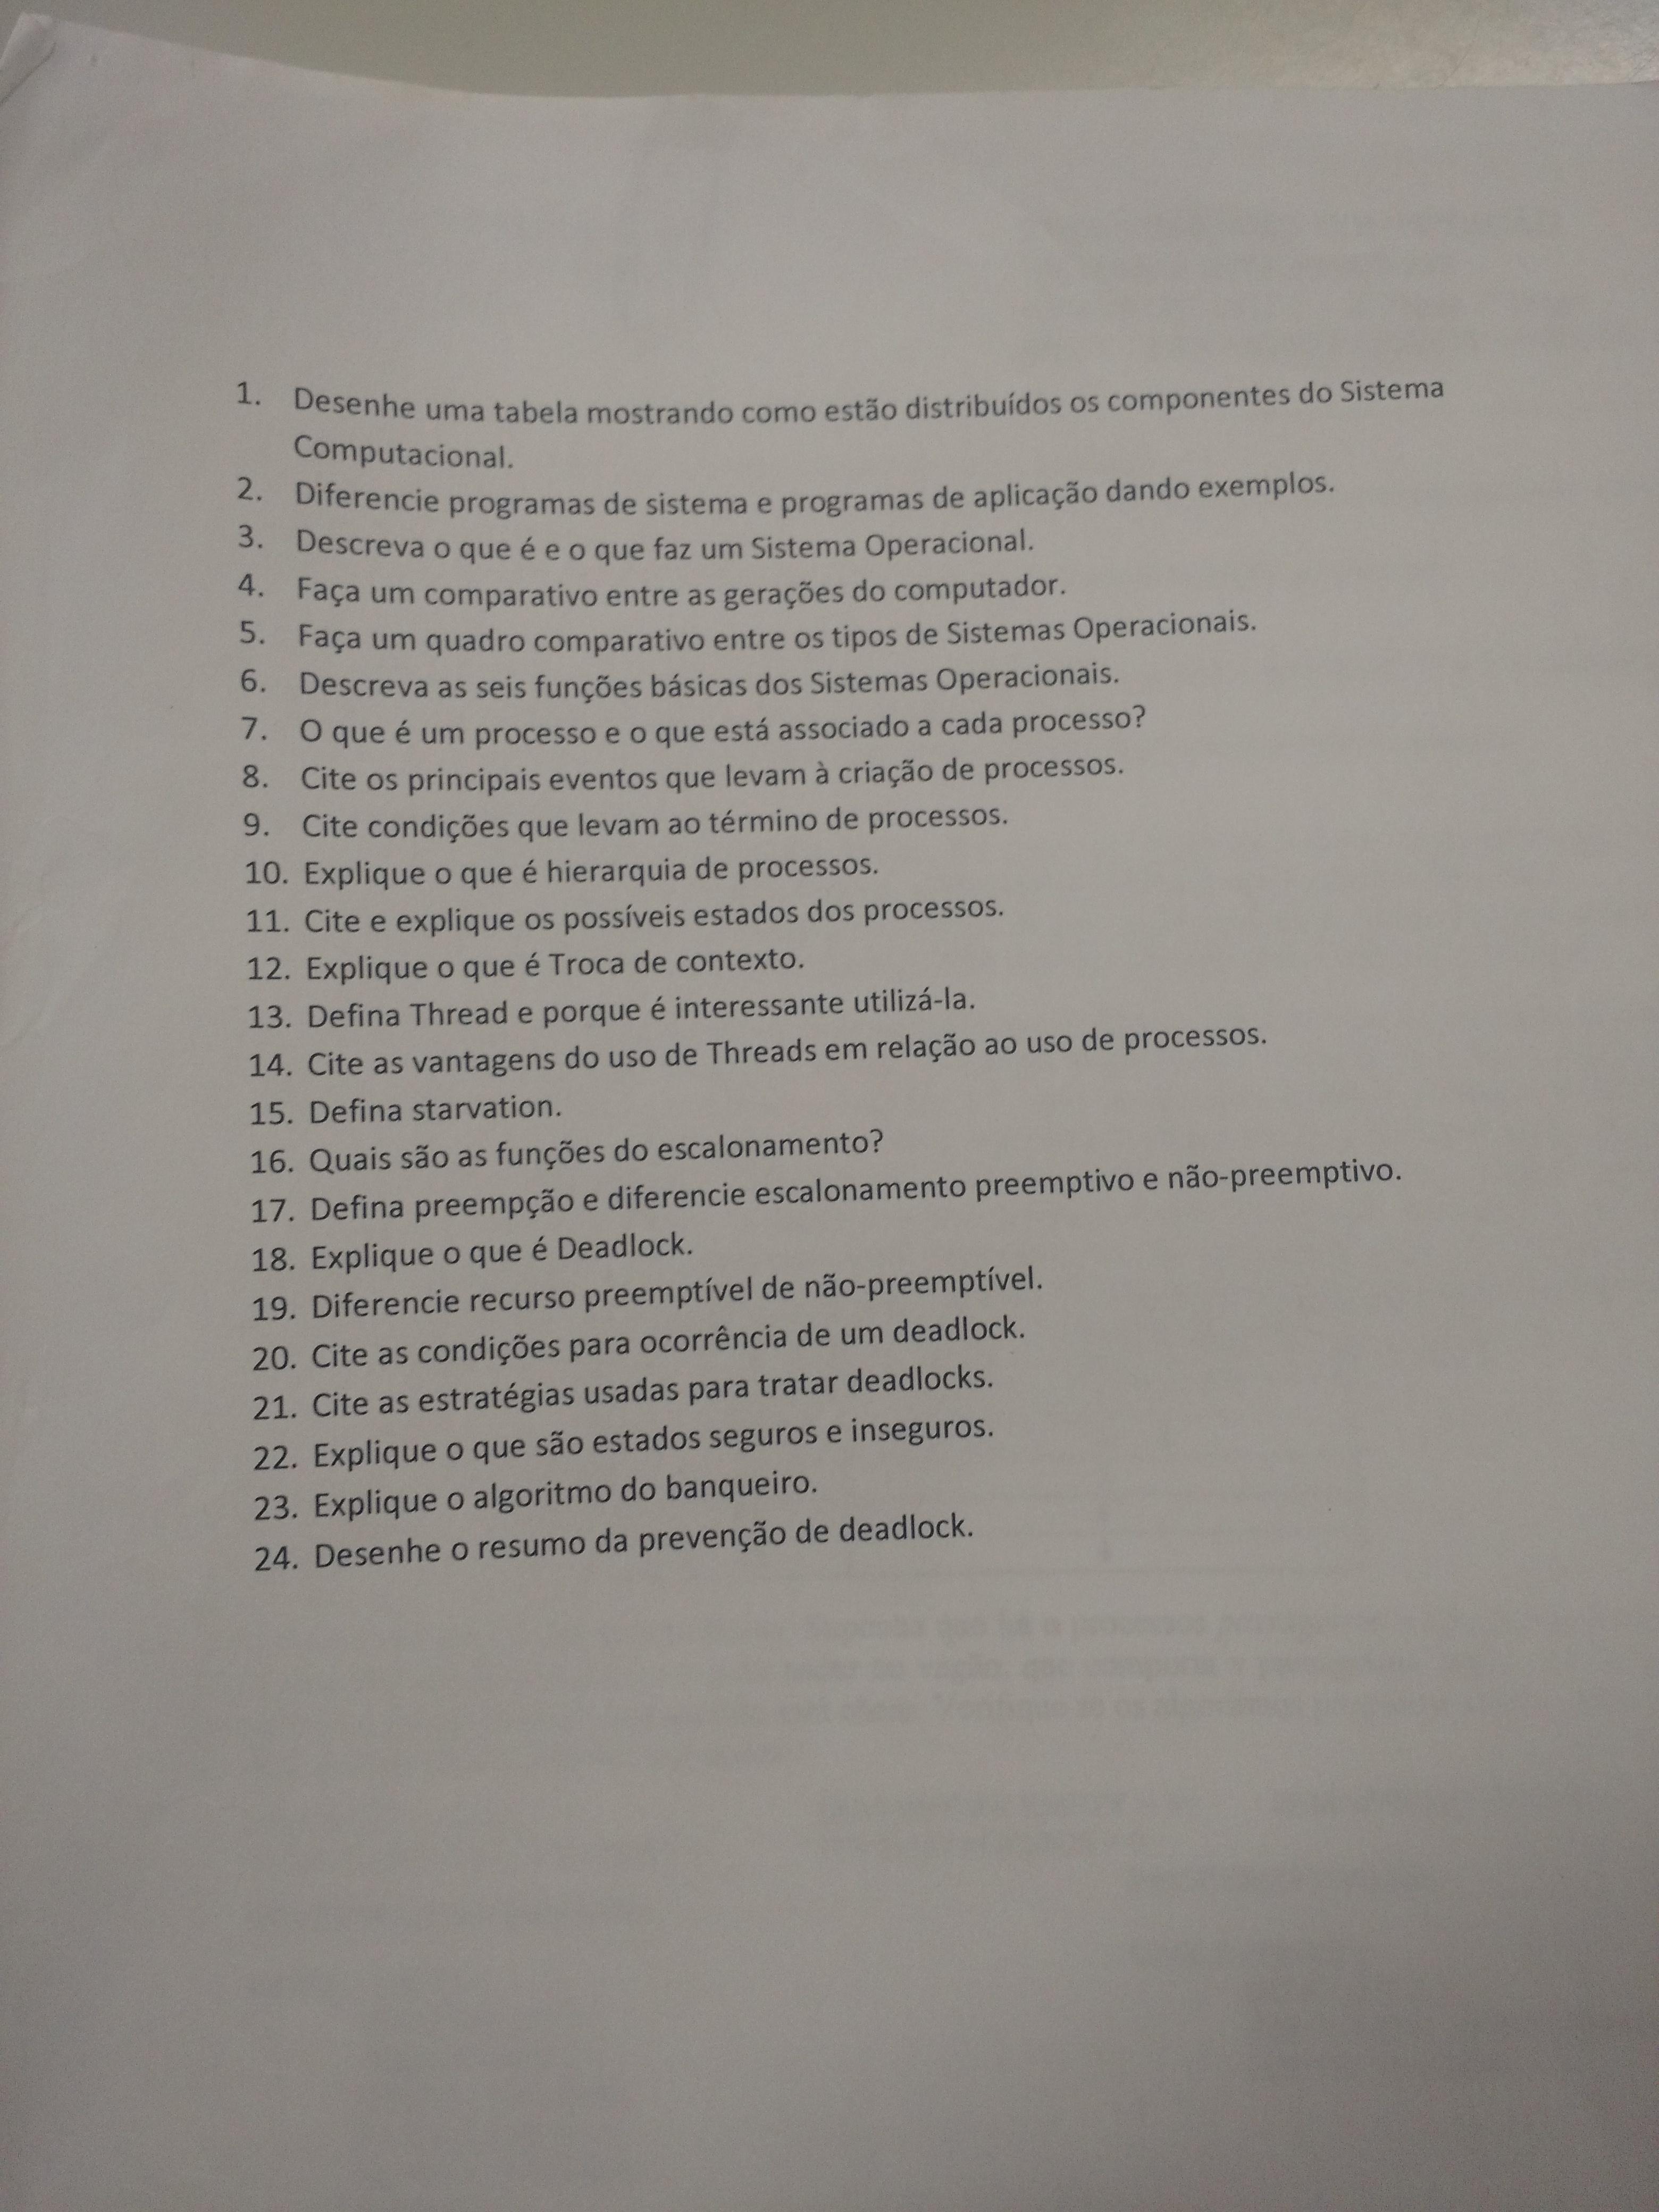 1. Desenhe uma tabela mostrando como estão distribuídos os componentes do Sistema
Computacional.
2. Diferencie programas de sistema e programas de aplicação dando exemplos.
3. Descreva o que é e o que faz um Sistema Operacional.
4. Faça um comparativo entre as gerações do computador.
5. Faça um quadro comparativo entre os tipos de Sistemas Operacionais.
6. Descreva as seis funções básicas dos Sistemas Operacionais.
7. O que é um processo e o que está associado a cada processo?
8. Cite os principais eventos que levam à criação de processos.
9. Cite condições que levam ao término de processos.
10. Explique o que é hierarquia de processos.
11. Cite e explique os possíveis estados dos processos.
12. Explique o que é Troca de contexto.
13. Defina Thread e porque é interessante utilizá-la.
14. Cite as vantagens do uso de Threads em relação ao uso de processos.
15. Defina starvation.
16. Quais são as funções do escalonamento?
17. Defina preempção e diferencie escalonamento preemptivo e não-preemptivo.
18. Explique o que é Deadlock.
19. Diferencie recurso preemptível de não-preemptível.
20. Cite as condições para ocorrência de um deadlock.
21. Cite as estratégias usadas para tratar deadlocks.
22. Explique o que são estados seguros e inseguros.
23. Explique o algoritmo do banqueiro.
24. Desenhe o resumo da prevenção de deadlock.